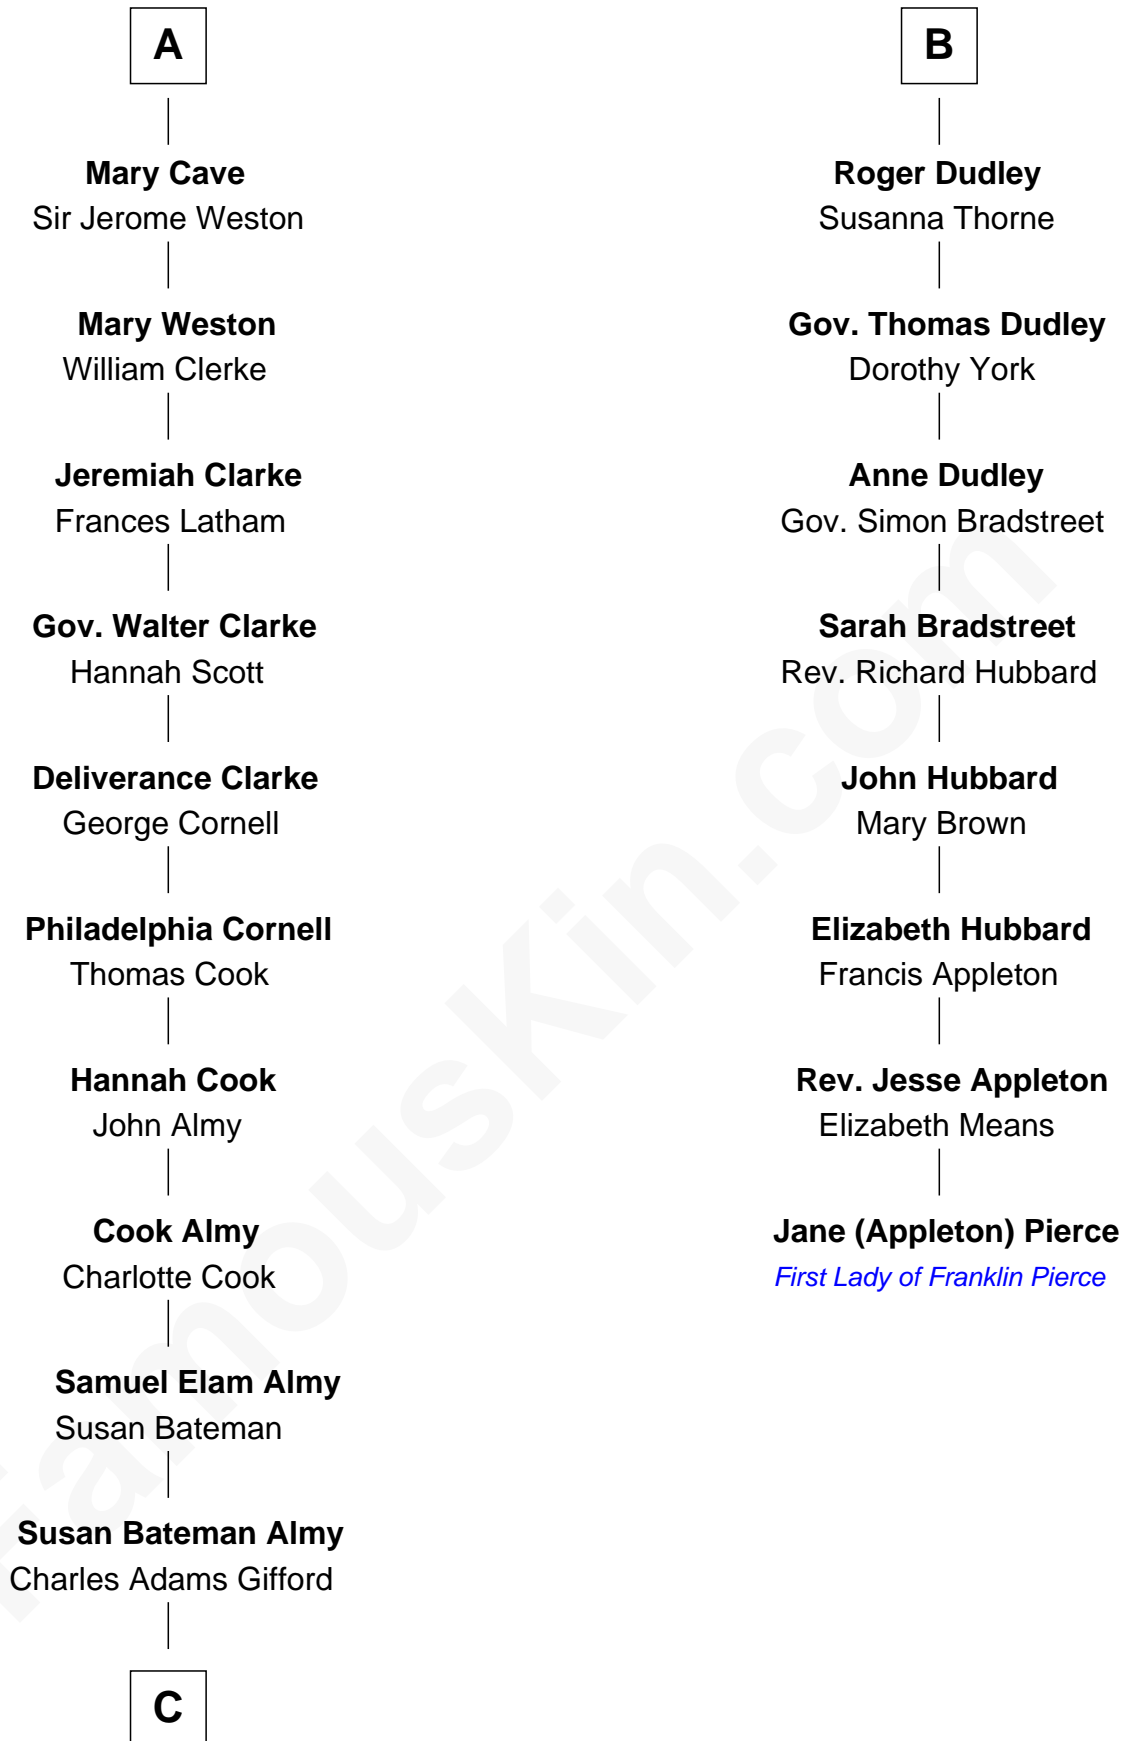 A
Mary Cave
Sir Jerome Weston
Mary Weston
William Clerke
Jeremiah Clarke
Frances Latham
Gov. Walter Clarke
Hannah Scott
Deliverance Clarke
George Cornell
Philadelphia Cornell
Thomas Cook
Hannah Cook
John Almy
Cook Almy
Charlotte Cook
Samuel Elam Almy
Susan Bateman
Susan Bateman Almy
Charles Adams Gifford
C
B
Roger Dudley
Susanna Thorne
Gov. Thomas Dudley
Dorothy York
Anne Dudley
Gov. Simon Bradstreet
Sarah Bradstreet
Rev. Richard Hubbard
John Hubbard
Mary Brown
Elizabeth Hubbard
Francis Appleton
Rev. Jesse Appleton
Elizabeth Means
Jane (Appleton) Pierce
First Lady of Franklin Pierce
FamousKin.com